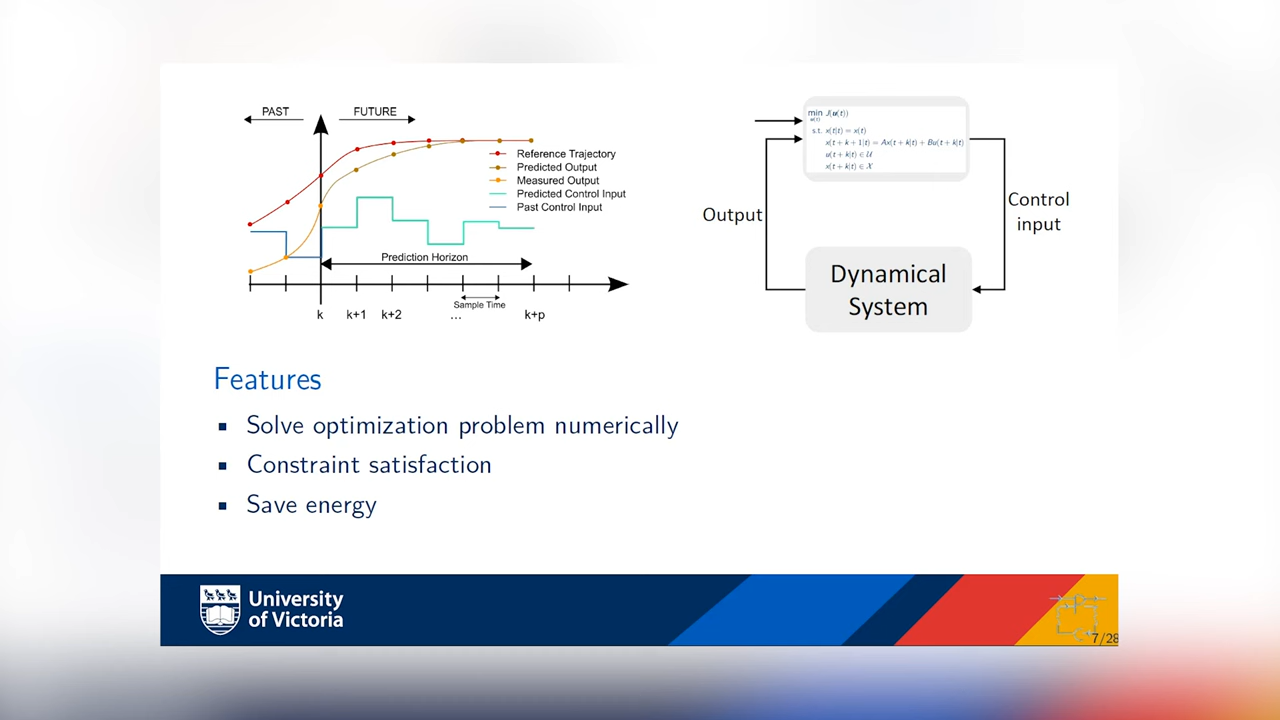 PAST
FUTURE
Reference Trajectory
Predicted Output
Measured Output
Predicted Control Input
Past Control Input
Prediction Horizon
Sample Time
k
k+1
k+2
...
k+p
min J(u(t))
u(t)
s.t. x(t|t) = x(t)
x(t + k + 1|t) = Ax(t + k|t) + Bu(t + k|t)
u(t + k|t) ∈ 𝒰
x(t + k|t) ∈ 𝒳
Output
Control
input
Dynamical
System
Features
▪ Solve optimization problem numerically
▪ Constraint satisfaction
▪ Save energy
University
of Victoria
7/28